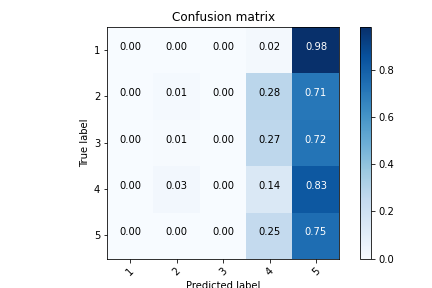 Confusion matrix
1 0.00 0.00 0.00 0.02 0.98
2 0.00 0.01 0.00 0.28 0.71
3 0.00 0.01 0.00 0.27 0.72
4 0.00 0.03 0.00 0.14 0.83
5 0.00 0.00 0.00 0.25 0.75
1 2 3 4 5
True label
Predicted label
0.8
0.6
0.4
0.2
0.0